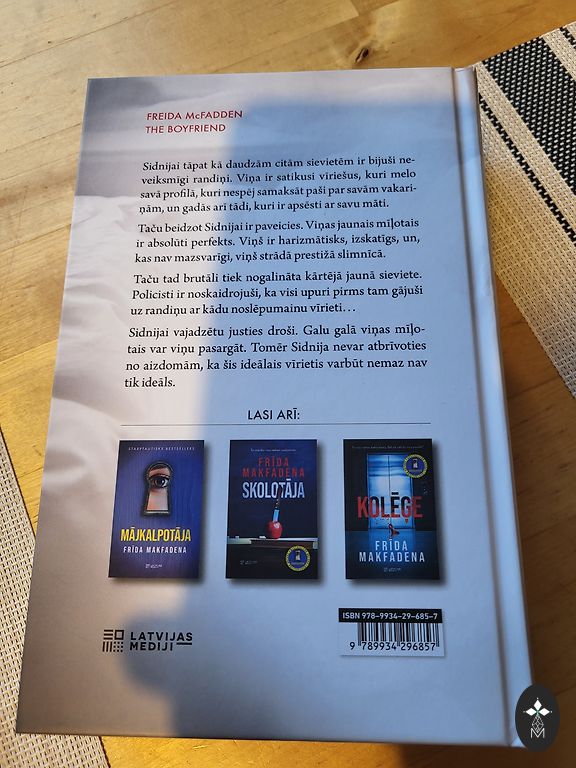 FREIDA McFADDEN
THE BOYFRIEND
Sidnijai tāpat kā daudzām citām sievietēm ir bijuši ne-
veiksmīgi randiņi. Viņa ir satikusi vīriešus, kuri melo
savā profilā, kuri nespēj samaksāt paši par savām vakari-
ņām, un gadās arī tādi, kuri ir apsēsti ar savu māti.
Taču beidzot Sidnijai ir paveicies. Viņas jaunais mīļotais
ir absolūti perfekts. Viņš ir harizmātisks, izskatīgs, un,
kas nav mazsvarīgi, viņš strādā prestižā slimnīcā.
Taču tad brutāli tiek nogalināta kārtējā jaunā sieviete.
Policisti ir noskaidrojuši, ka visi upuri pirms tam gājuši
uz randiņu ar kādu noslēpumainu vīrieti...
Sidnijai vajadzētu justies droši. Galu galā viņas mīļo-
tais var viņu pasargāt. Tomēr Sidnija nevar atbrīvoties
no aizdomām, ka šis ideālais vīrietis varbūt nemaz nav
tik ideāls.
LASI ARĪ:
STARPTAUTISKS BESTSELLERS
MĀJKALPOTĀJA
FRĪDA MAKFADENA
FRĪDA
MAKFADENA
SKOLOTĀJA
KOLĒĢE
FRĪDA
MAKFADENA
LATVIJAS
MEDIJI
ISBN 978-9934-29-685-7
9 789934 296857
M